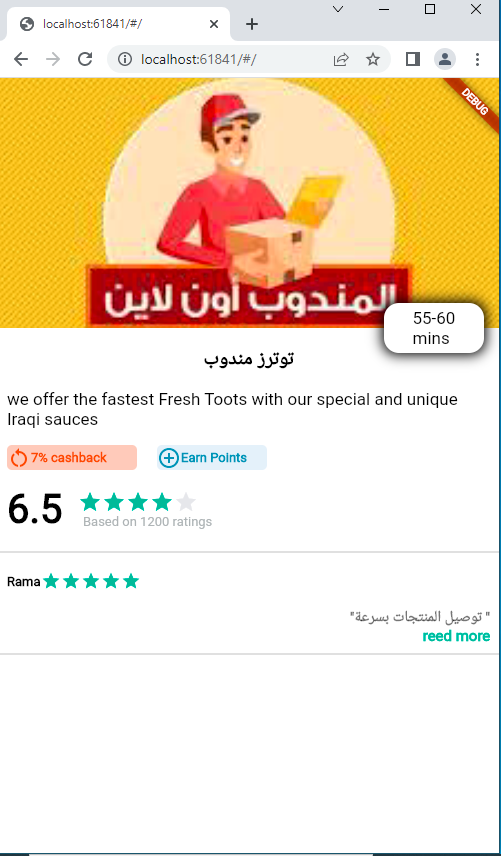 localhost:61841/#/
localhost:61841/#/
DEBUG
المندوب أون لاين
55-60
mins
توترز مندوب
we offer the fastest Fresh Toots with our special and unique
Iraqi sauces
7% cashback
Earn Points
6.5
Based on 1200 ratings
Rama
" توصيل المنتجات بسرعة"
reed more